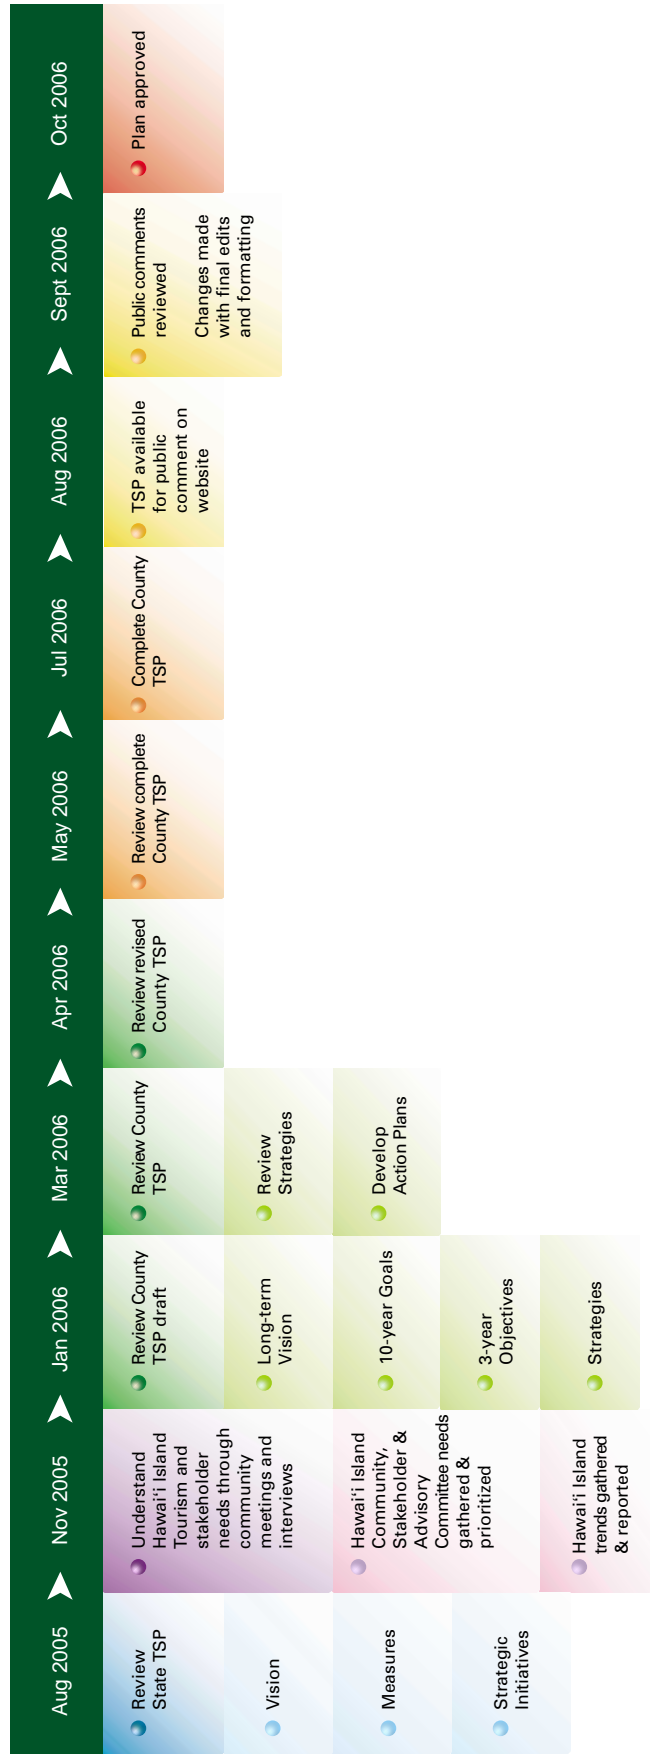 Aug 2005
Nov 2005
Jan 2006
Mar 2006
Apr 2006
May 2006
Jul 2006
Aug 2006
Sept 2006
Oct 2006
Review
State TSP
Vision
Measures
Strategic
Initiatives
Understand
Hawai‘i Island
Tourism and
stakeholder
needs through
community
meetings and
interviews
Hawai‘i Island
Community,
Stakeholder &
Advisory
Committee needs
gathered &
prioritized
Hawai‘i Island
trends gathered
& reported
Review County
TSP draft
Long-term
Vision
10-year Goals
3-year
Objectives
Strategies
Review County
TSP
Review
Strategies
Develop
Action Plans
Review revised
County TSP
Review complete
County TSP
Complete County
TSP
TSP available
for public
comment on
website
Public comments
reviewed
Changes made
with final edits
and formatting
Plan approved